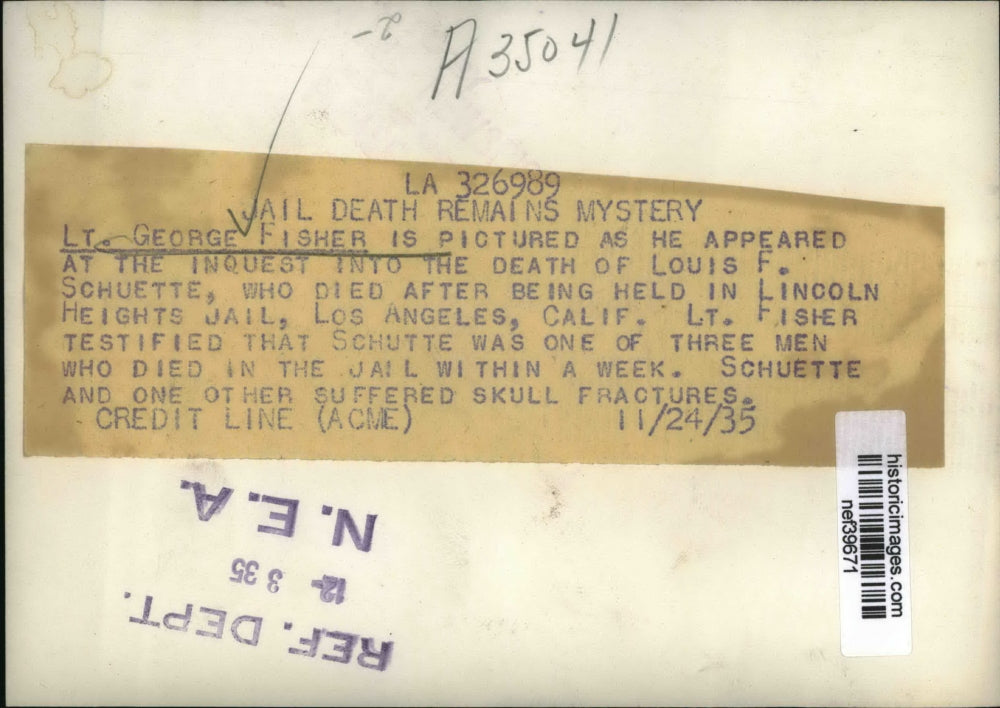 A35041
LA 326989
JAIL DEATH REMAINS MYSTERY
LT. GEORGE FISHER IS PICTURED AS HE APPEARED
AT THE INQUEST INTO THE DEATH OF LOUIS F.
SCHUETTE, WHO DIED AFTER BEING HELD IN LINCOLN
HEIGHTS JAIL, LOS ANGELES, CALIF. LT. FISHER
TESTIFIED THAT SCHUTTE WAS ONE OF THREE MEN
WHO DIED IN THE JAIL WITHIN A WEEK. SCHUETTE
AND ONE OTHER SUFFERED SKULL FRACTURES.
CREDIT LINE (ACME) 11/24/35
historicimages.com
nef39671
REF. DEPT.
12- 3 35
N.E.A.